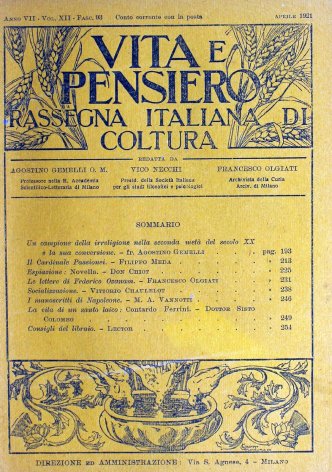 ANNO VII - VOL. XII - FASC. 93 Conto corrente con la posta APRILE 1921
VITA E
PENSIERO
RASSEGNA ITALIANA DI
COLTURA
REDATTA DA
AGOSTINO GEMELLI O. M. VICO NECCHI FRANCESCO OLGIATI
Professore nella R. Accademia Presid. della Società Italiana Archivista della Curia
Scientifico-Letteraria di Milano per gli studi filosofici e psicologici Arciv. di Milano
SOMMARIO
Un campione della irreligione nella seconda metà del secolo XX
e la sua conversione. - fr. AGOSTINO GEMELLI pag. 193
Il Cardinale Passionei. - FILIPPO MEDA 213
Espiazione: Novella. - DON CHIOT 225
Le lettere di Federico Ozanam. - FRANCESCO OLGIATI 231
Socializzazione. - VITTORIO CHAULELOT 238
I manoscritti di Napoleone. - M. A. VANNOTTI 246
La vita di un santo laico: Contardo Ferrini. - DOTTOR SISTO
COLOMBO 249
Consigli del libraio. - LECTOR 254
DIREZIONE ED AMMINISTRAZIONE: Via S. Agnese, 4 - MILANO